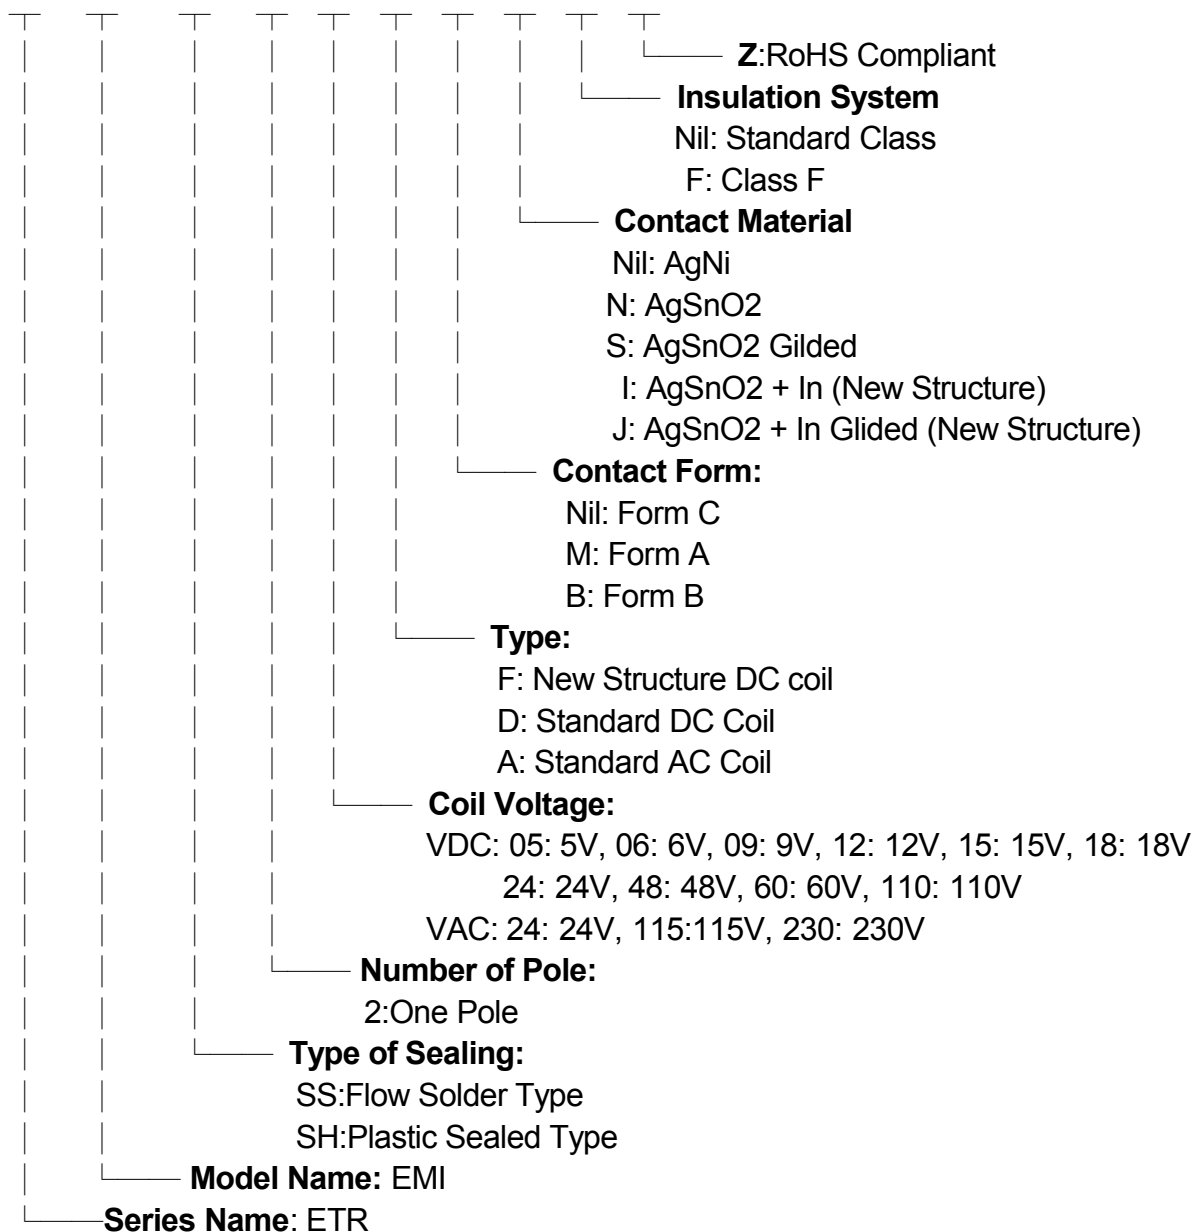 Z:RoHS Compliant
Insulation System
Nil: Standard Class
F: Class F
Contact Material
Nil: AgNi
N: AgSnO2
S: AgSnO2 Gilded
I: AgSnO2 + In (New Structure)
J: AgSnO2 + In Glided (New Structure)
Contact Form:
Nil: Form C
M: Form A
B: Form B
Type:
F: New Structure DC coil
D: Standard DC Coil
A: Standard AC Coil
Coil Voltage:
VDC: 05: 5V, 06: 6V, 09: 9V, 12: 12V, 15: 15V, 18: 18V
24: 24V, 48: 48V, 60: 60V, 110: 110V
VAC: 24: 24V, 115:115V, 230: 230V
Number of Pole:
2:One Pole
Type of Sealing:
SS:Flow Solder Type
SH:Plastic Sealed Type
Model Name: EMI
Series Name: ETR